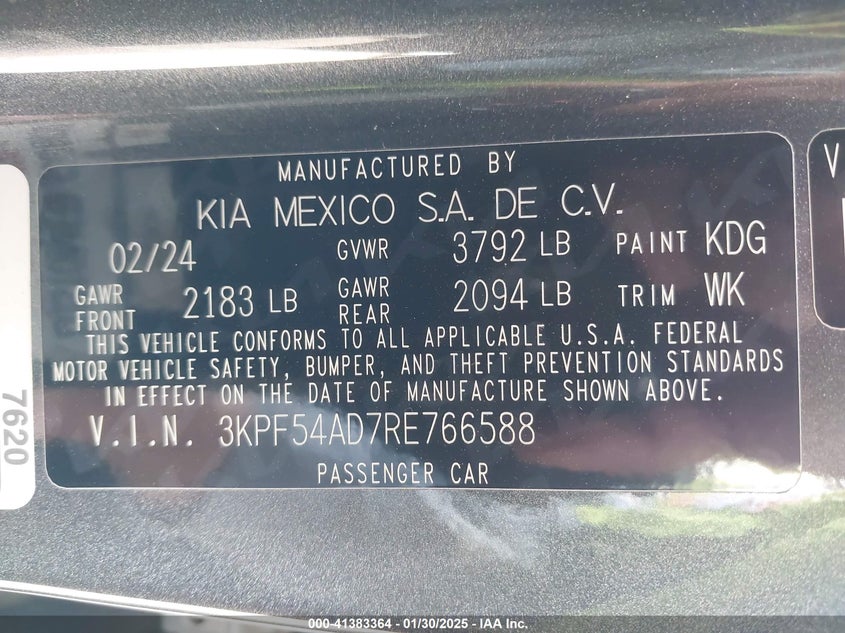 MANUFACTURED BY
KIA MEXICO S.A. DE C.V.
02/24 GVWR 3792 LB PAINT KDG
GAWR FRONT 2183 LB GAWR REAR 2094 LB TRIM WK
THIS VEHICLE CONFORMS TO ALL APPLICABLE U.S.A. FEDERAL
MOTOR VEHICLE SAFETY, BUMPER, AND THEFT PREVENTION STANDARDS
IN EFFECT ON THE DATE OF MANUFACTURE SHOWN ABOVE.
V.I.N. 3KPF54AD7RE766588
PASSENGER CAR
7620
V
000-41383364 - 01/30/2025 - IAA Inc.